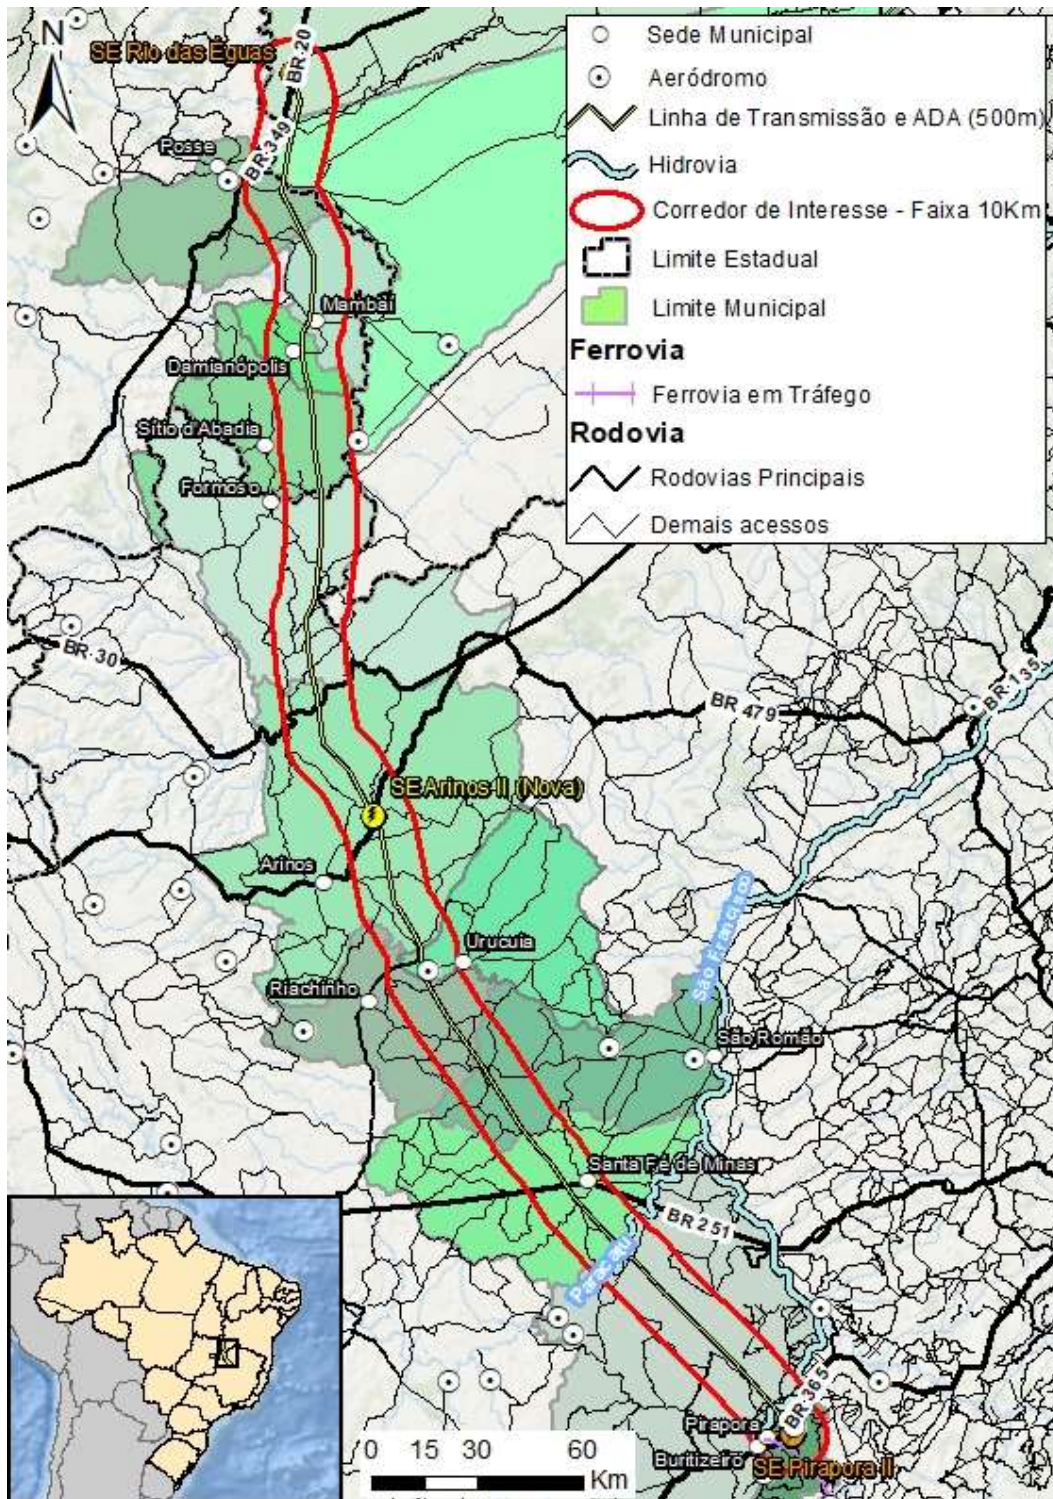 N
SE Rio das Éguas
BR-20
Sede Municipal
Aeródromo
Linha de Transmissão e ADA (500m)
Hidrovia
Corredor de Interesse - Faixa 10Km
Limite Estadual
Limite Municipal
Ferrovia
Ferrovia em Tráfego
Rodovia
Rodovias Principais
Demais acessos
Posse
BR-349
Mambaí
Damianópolis
Sítio d'Abadia
Formoso
BR-30
BR 479
BR-135
SE Arinos II (Nova)
Arinos
São Francisco
Urucuia
Riachinho
São Romão
Santa Fé de Minas
BR 251
BR 365
Pirapora
Buritizeiro
SE Pirapora II
0 15 30 60
Km